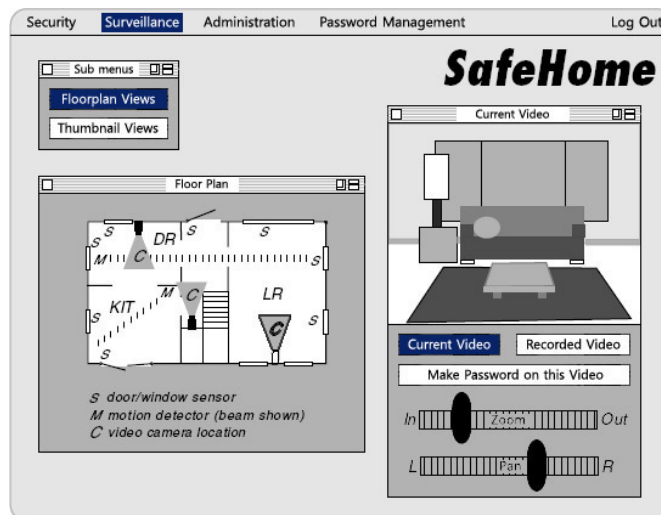 Security Surveillance Administration Password Management Log Out
SafeHome
Sub menus
Floorplan Views
Thumbnail Views
Floor Plan
S S S
S DR
M C S
M C LR
KIT
S S
C
S
S door/window sensor
M motion detector (beam shown)
C video camera location
Current Video
Current Video Recorded Video
Make Password on this Video
In Zoom Out
L Pan R